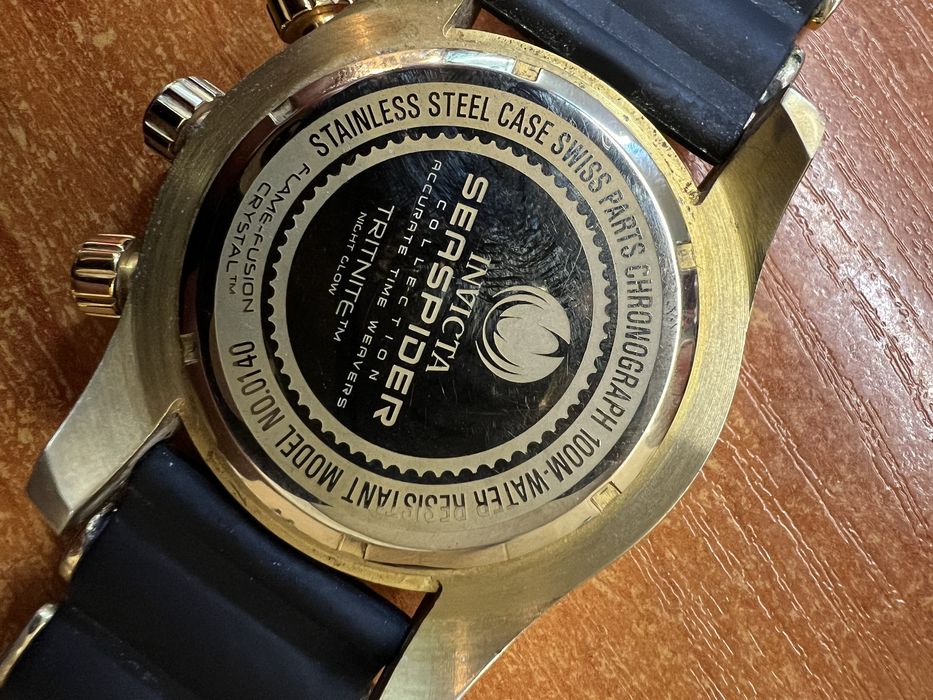 STAINLESS STEEL CASE SWISS PARTS CHRONOGRAPH 100M-WATER RESISTANT MODEL NO.0140
FLAME-FUSION
CRYSTAL™
INVICTA
SEASPIDER
COLLECTION
ACCURATE TIME WEAVERS
TRITNITE™
NIGHT GLOW